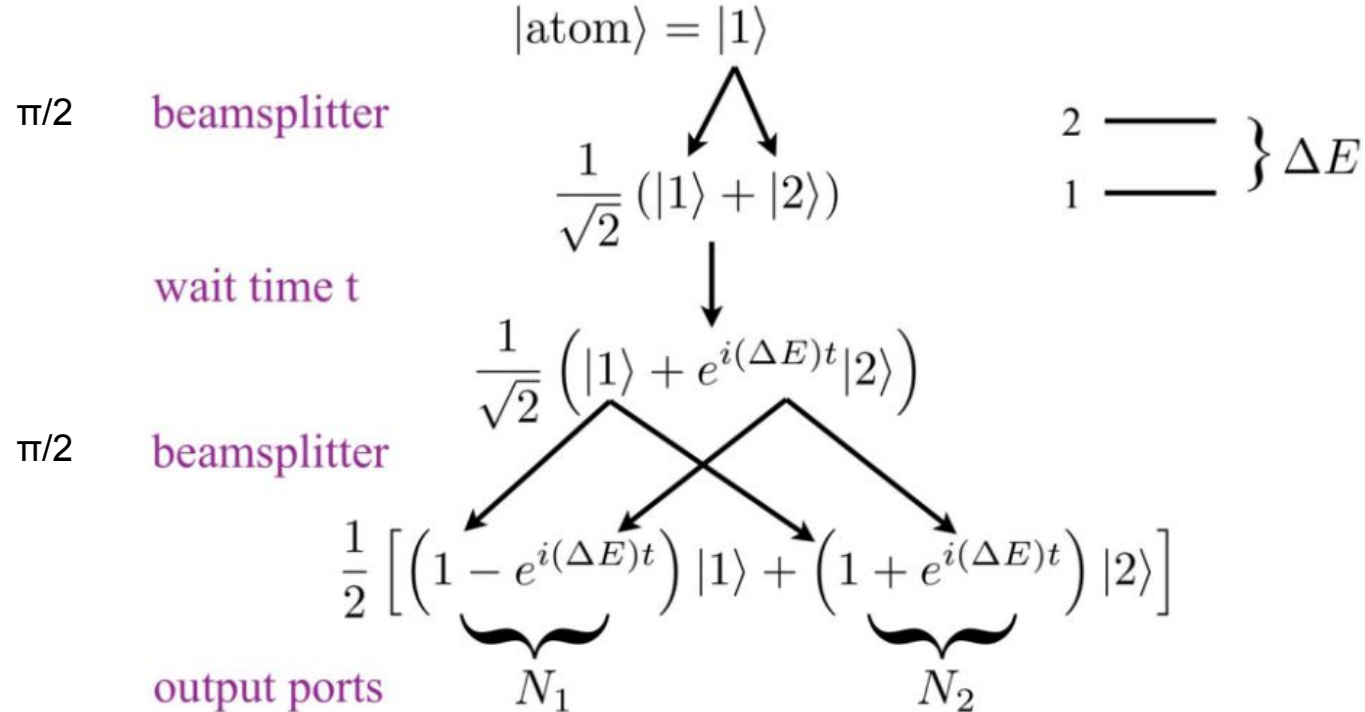 |atom⟩ = |1⟩
π/2 beamsplitter
2
} ΔE
1
1/√2 (|1⟩ + |2⟩)
wait time t
1/√2 (|1⟩ + e^{i(ΔE)t}|2⟩)
π/2 beamsplitter
1/2 [(1 − e^{i(ΔE)t}) |1⟩ + (1 + e^{i(ΔE)t}) |2⟩]
output ports N₁ N₂